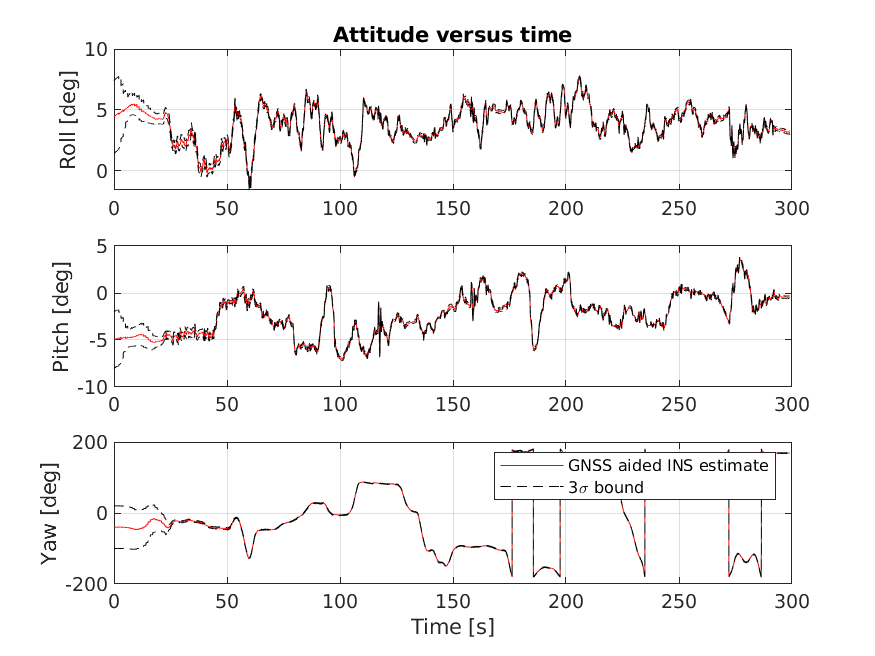 Attitude versus time
10
5
0
Roll [deg]
0 50 100 150 200 250 300
5
0
-5
-10
Pitch [deg]
0 50 100 150 200 250 300
200
0
-200
Yaw [deg]
GNSS aided INS estimate
3σ bound
0 50 100 150 200 250 300
Time [s]